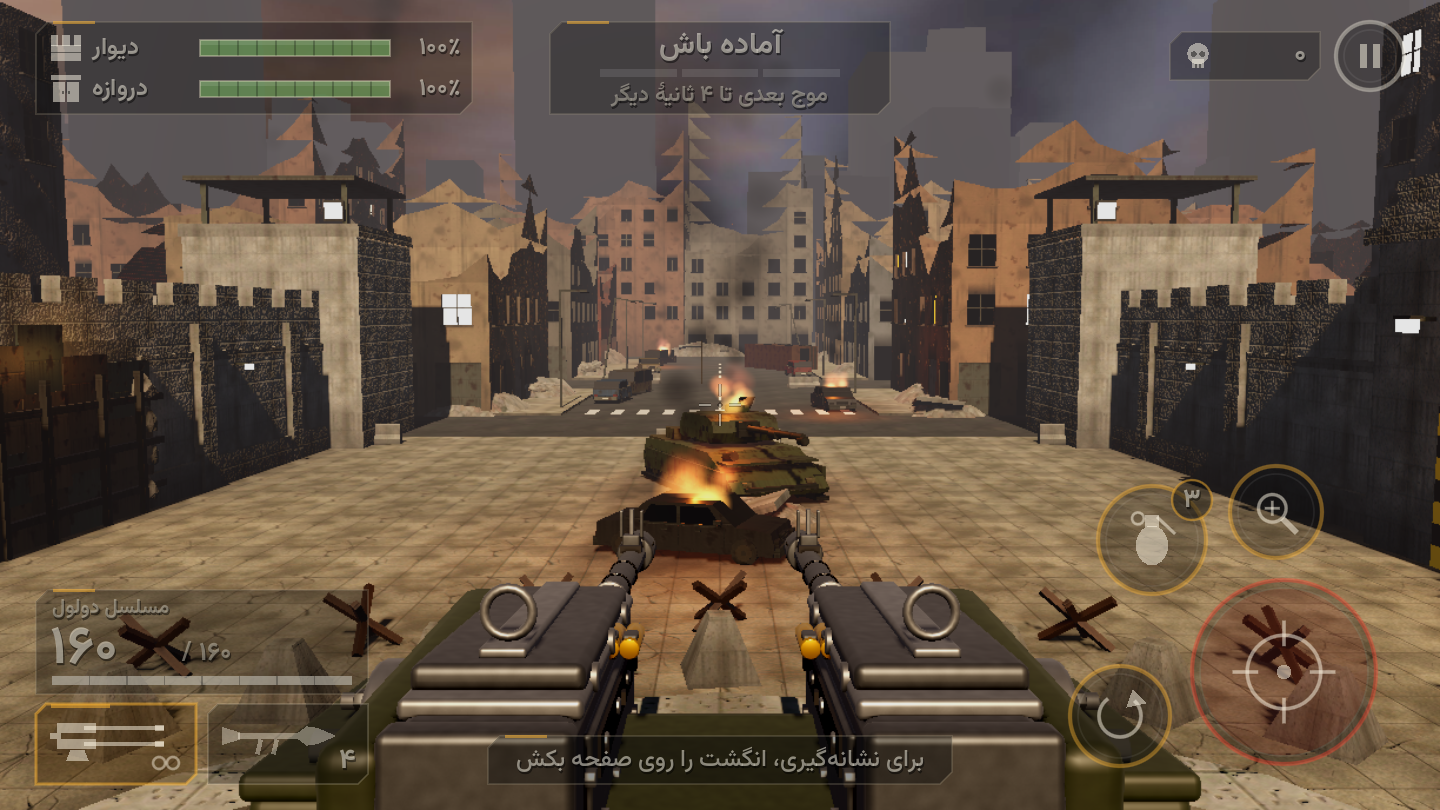 دیوار ۱۰۰٪
دروازه ۱۰۰٪
آماده باش
موج بعدی تا ۴ ثانیهٔ دیگر
۰
۳
مسلسل دولول
۱۶۰ / ۱۶۰
∞
۴
برای نشانه‌گیری، انگشت را روی صفحه بکش